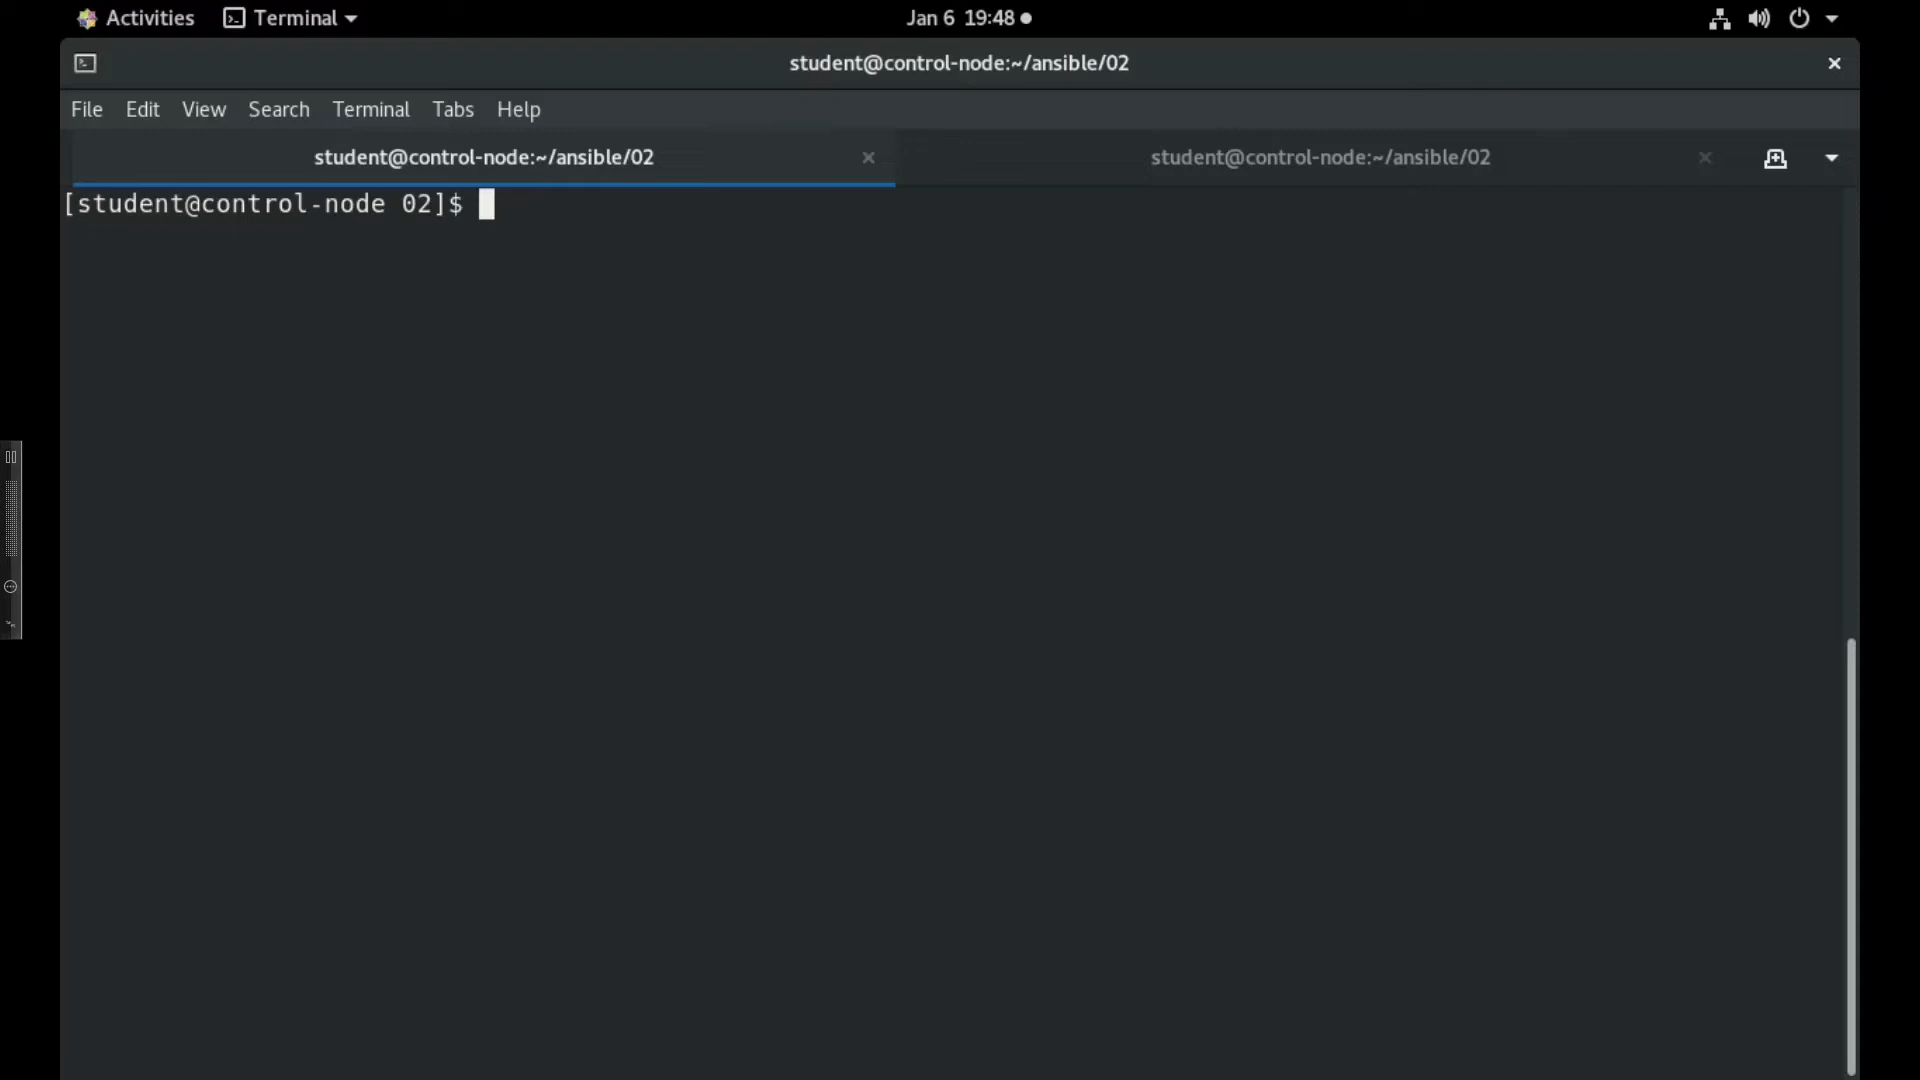 Activities Terminal Jan 6 19:48
student@control-node:~/ansible/02
File Edit View Search Terminal Tabs Help
student@control-node:~/ansible/02 student@control-node:~/ansible/02
[student@control-node 02]$